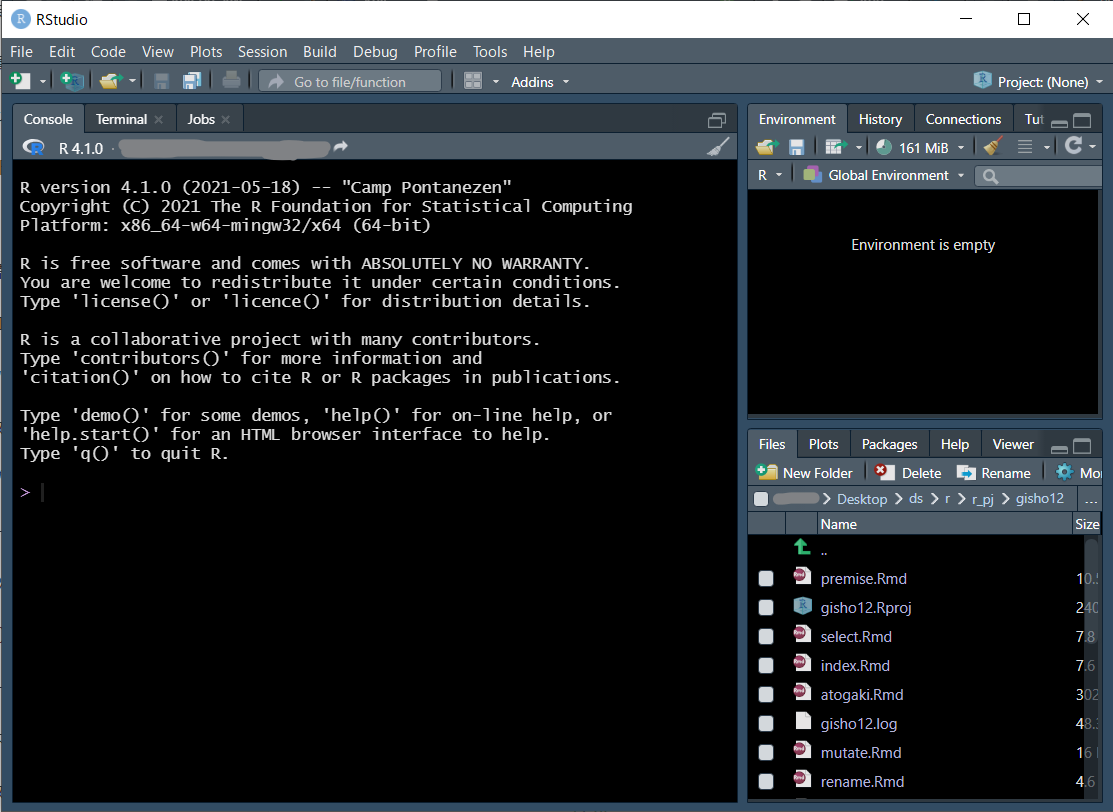 RStudio
File Edit Code View Plots Session Build Debug Profile Tools Help
Go to file/function Addins Project: (None)
Console Terminal Jobs
R 4.1.0 ·
R version 4.1.0 (2021-05-18) -- "Camp Pontanezen"
Copyright (C) 2021 The R Foundation for Statistical Computing
Platform: x86_64-w64-mingw32/x64 (64-bit)
R is free software and comes with ABSOLUTELY NO WARRANTY.
You are welcome to redistribute it under certain conditions.
Type 'license()' or 'licence()' for distribution details.
R is a collaborative project with many contributors.
Type 'contributors()' for more information and
'citation()' on how to cite R or R packages in publications.
Type 'demo()' for some demos, 'help()' for on-line help, or
'help.start()' for an HTML browser interface to help.
Type 'q()' to quit R.
>
Environment History Connections Tut
161 MiB
R Global Environment
Environment is empty
Files Plots Packages Help Viewer
New Folder Delete Rename Mo
Desktop ds r r_pj gisho12 ...
Name Size
..
premise.Rmd 10.
gisho12.Rproj 240
select.Rmd 7.8
index.Rmd 7.6
atogaki.Rmd 302
gisho12.log 48.
mutate.Rmd 16
rename.Rmd 4.6